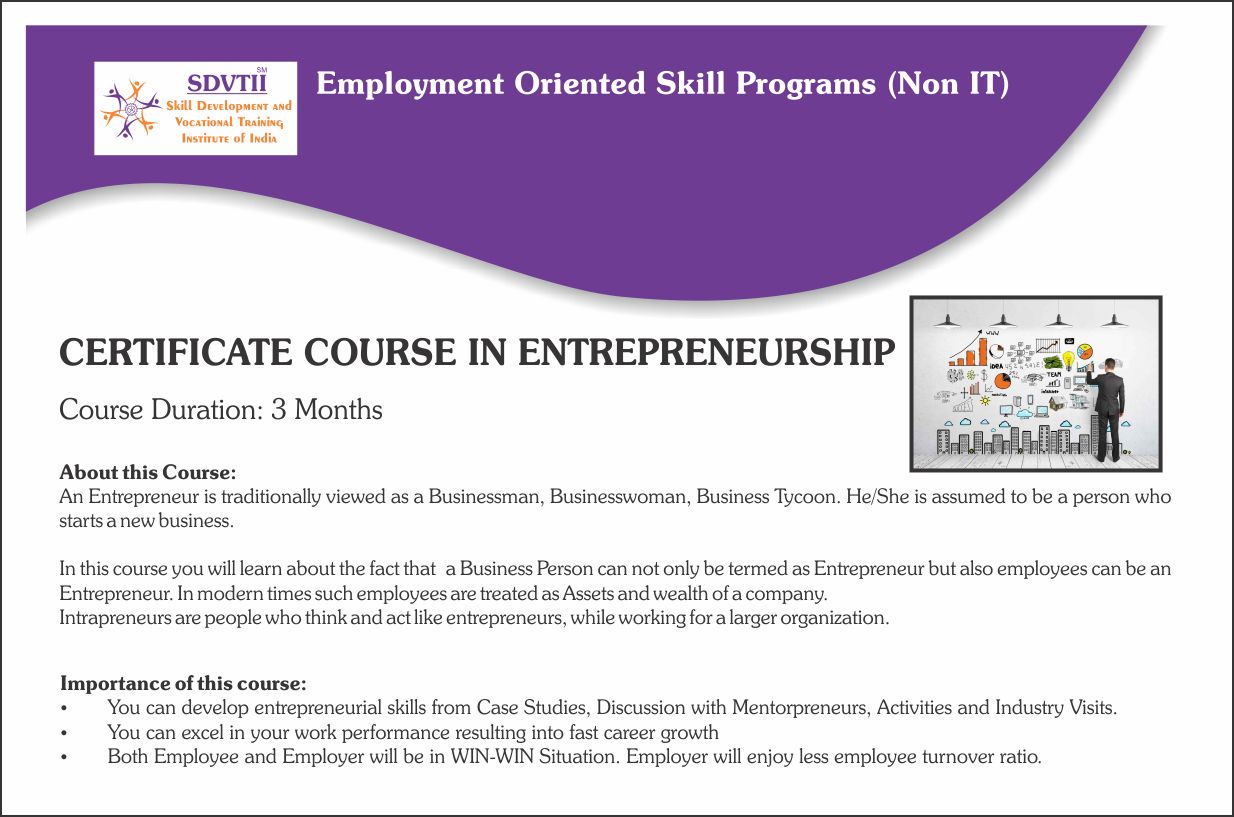 SDVTII SM
Skill Development and
Vocational Training
Institute of India
Employment Oriented Skill Programs (Non IT)
CERTIFICATE COURSE IN ENTREPRENEURSHIP
Course Duration: 3 Months
WWW
idea
TEAM
About this Course:
An Entrepreneur is traditionally viewed as a Businessman, Businesswoman, Business Tycoon. He/She is assumed to be a person who
starts a new business.
In this course you will learn about the fact that a Business Person can not only be termed as Entrepreneur but also employees can be an
Entrepreneur. In modern times such employees are treated as Assets and wealth of a company.
Intrapreneurs are people who think and act like entrepreneurs, while working for a larger organization.
Importance of this course:
• You can develop entrepreneurial skills from Case Studies, Discussion with Mentorpreneurs, Activities and Industry Visits.
• You can excel in your work performance resulting into fast career growth
• Both Employee and Employer will be in WIN-WIN Situation. Employer will enjoy less employee turnover ratio.